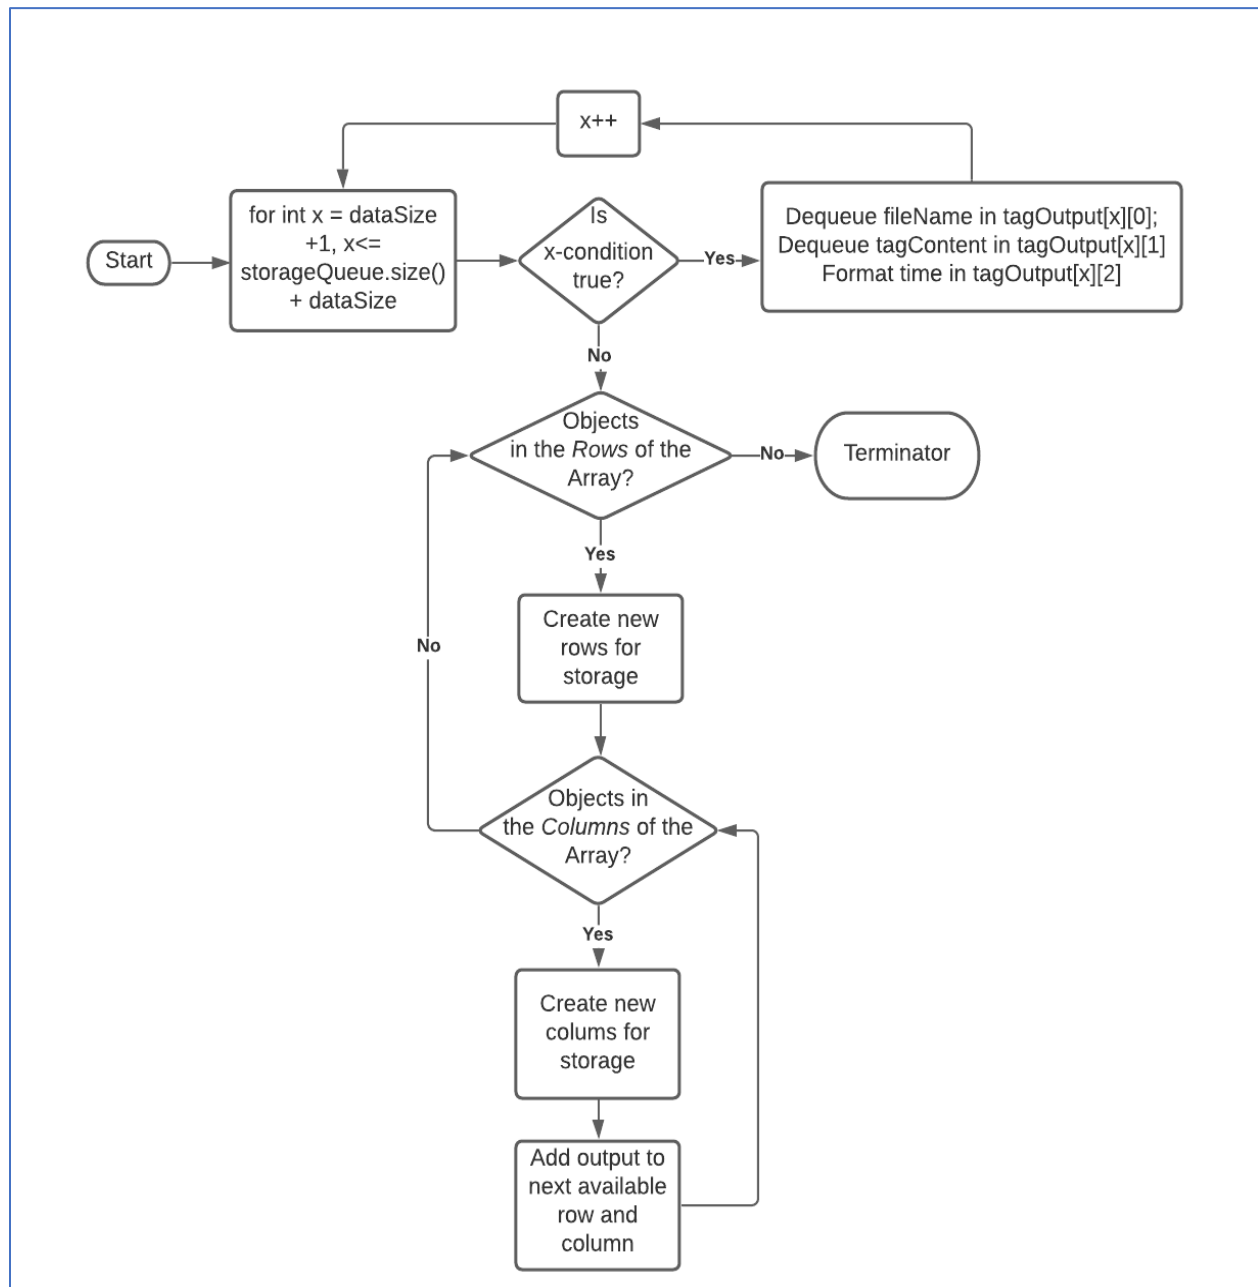 x++
for int x = dataSize
+1, x<=
storageQueue.size()
+ dataSize
Start
Is
x-condition
true?
Yes
Dequeue fileName in tagOutput[x][0];
Dequeue tagContent in tagOutput[x][1]
Format time in tagOutput[x][2]
No
Objects
in the Rows of the
Array?
No
Terminator
Yes
Create new
rows for
storage
No
Objects in
the Columns of the
Array?
Yes
Create new
colums for
storage
Add output to
next available
row and
column